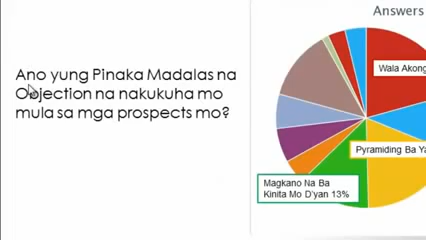 Answers
Ano yung Pinaka Madalas na
Objection na nakukuha mo
mula sa mga prospects mo?
Wala Akong
Pyramiding Ba Ya
Magkano Na Ba
Kinita Mo D'yan 13%